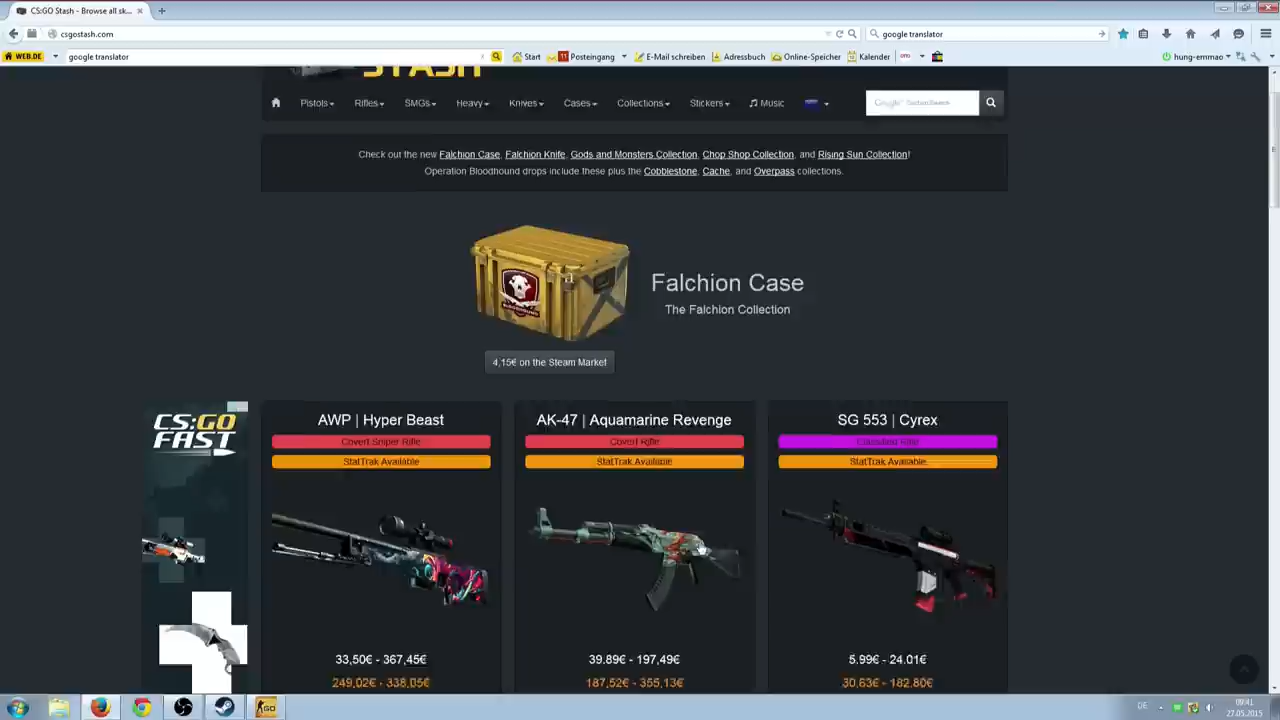 CS:GO Stash - Browse all sk...
csgostash.com
google translator
WEB.DE
google translator
Start
Posteingang
E-Mail schreiben
Adressbuch
Online-Speicher
Kalender
hung-emmao
STASH
Pistols
Rifles
SMGs
Heavy
Knives
Cases
Collections
Stickers
Music
Google Custom Search
Check out the new Falchion Case, Falchion Knife, Gods and Monsters Collection, Chop Shop Collection, and Rising Sun Collection!
Operation Bloodhound drops include these plus the Cobblestone, Cache, and Overpass collections.
Falchion Case
The Falchion Collection
4,15€ on the Steam Market
CS:GO
FAST
AWP | Hyper Beast
Covert Sniper Rifle
StatTrak Available
33,50€ - 367,45€
249,02€ - 338,05€
AK-47 | Aquamarine Revenge
Covert Rifle
StatTrak Available
39,89€ - 197,49€
187,52€ - 355,13€
SG 553 | Cyrex
Classified Rifle
StatTrak Available
5,99€ - 24,01€
30,63€ - 182,80€
GO
DE
09:41
27.05.2015